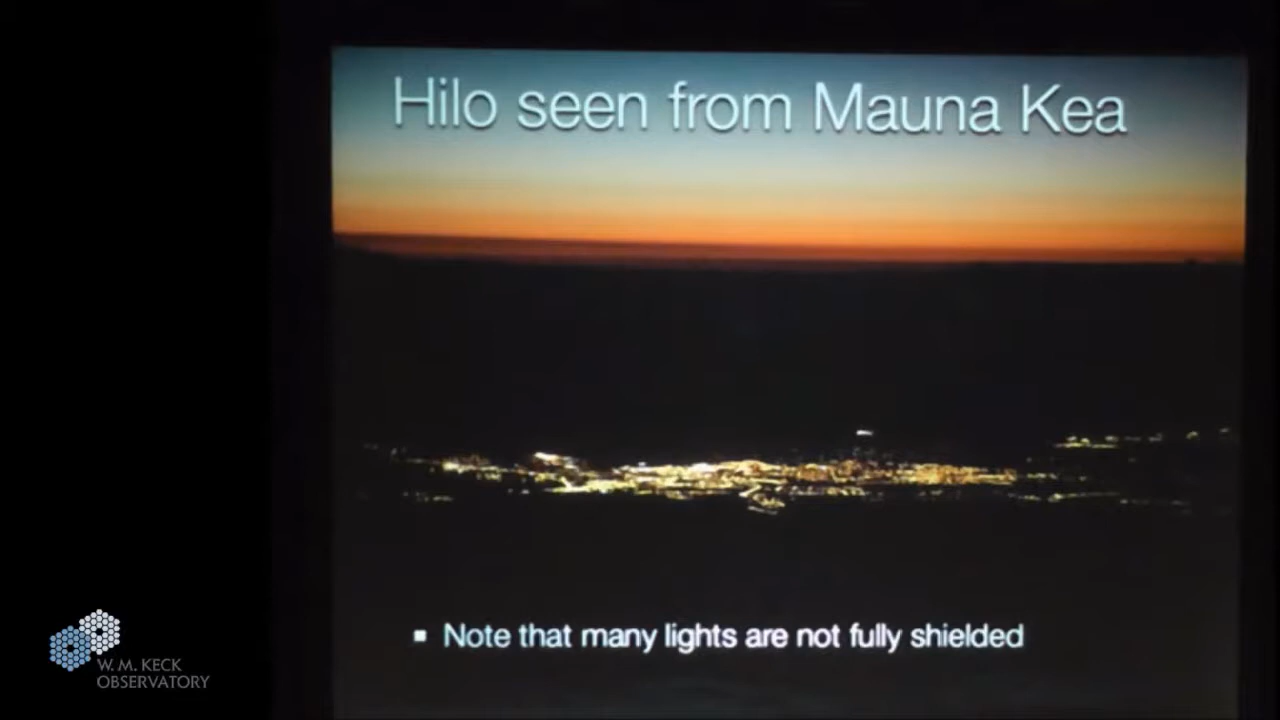 Hilo seen from Mauna Kea
▪ Note that many lights are not fully shielded
W. M. KECK
OBSERVATORY